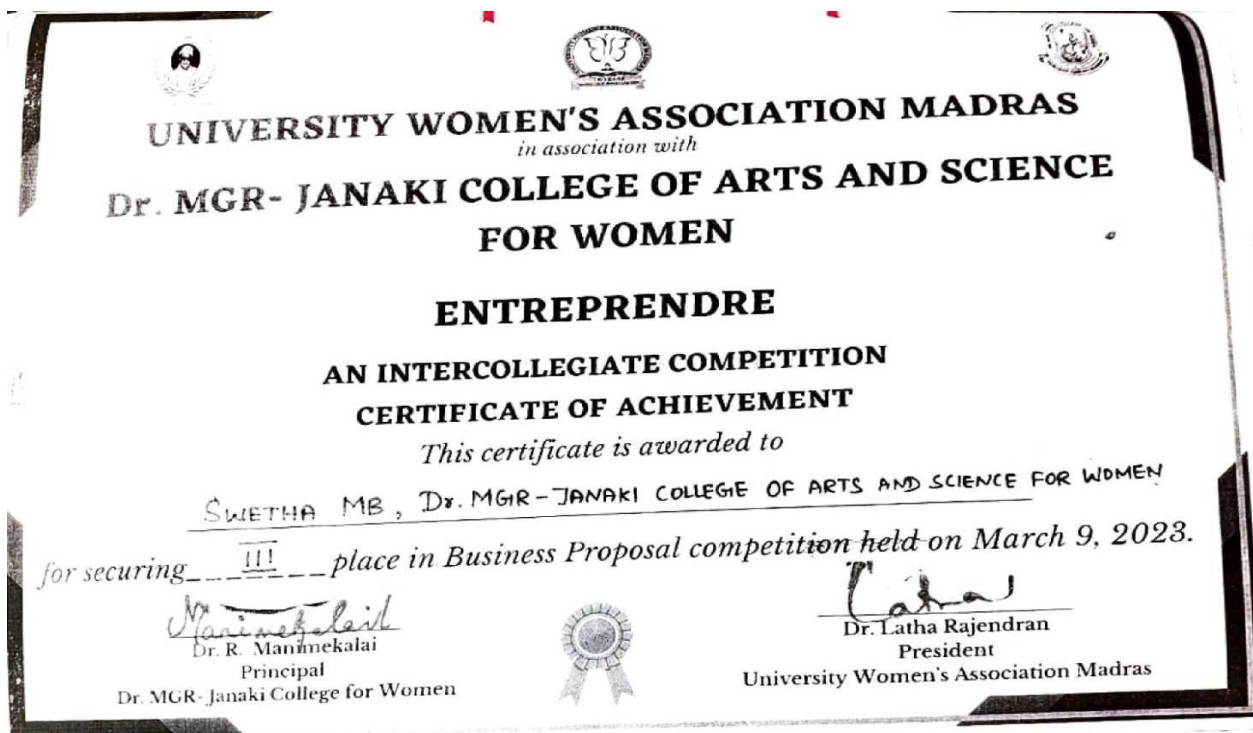 UNIVERSITY WOMEN'S ASSOCIATION MADRAS
in association with
Dr. MGR- JANAKI COLLEGE OF ARTS AND SCIENCE
FOR WOMEN
ENTREPRENDRE
AN INTERCOLLEGIATE COMPETITION
CERTIFICATE OF ACHIEVEMENT
This certificate is awarded to
SWETHA MB, Dr. MGR-JANAKI COLLEGE OF ARTS AND SCIENCE FOR WOMEN
for securing___III___place in Business Proposal competition held on March 9, 2023.
Manimekalai
Latha
Dr. R. Manimekalai
Principal
Dr. MGR- Janaki College for Women
Dr. Latha Rajendran
President
University Women's Association Madras